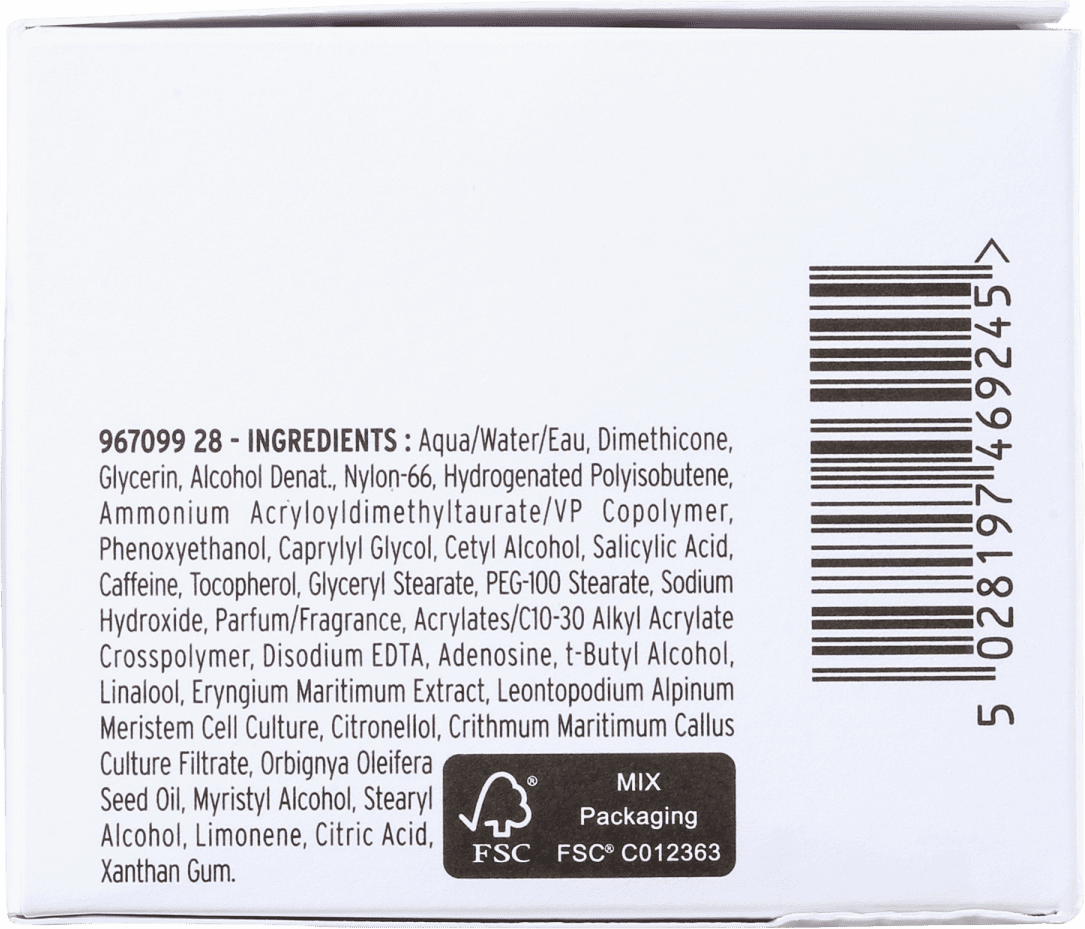 967099 28 - INGREDIENTS : Aqua/Water/Eau, Dimethicone,
Glycerin, Alcohol Denat., Nylon-66, Hydrogenated Polyisobutene,
Ammonium Acryloyldimethyltaurate/VP Copolymer,
Phenoxyethanol, Caprylyl Glycol, Cetyl Alcohol, Salicylic Acid,
Caffeine, Tocopherol, Glyceryl Stearate, PEG-100 Stearate, Sodium
Hydroxide, Parfum/Fragrance, Acrylates/C10-30 Alkyl Acrylate
Crosspolymer, Disodium EDTA, Adenosine, t-Butyl Alcohol,
Linalool, Eryngium Maritimum Extract, Leontopodium Alpinum
Meristem Cell Culture, Citronellol, Crithmum Maritimum Callus
Culture Filtrate, Orbignya Oleifera
Seed Oil, Myristyl Alcohol, Stearyl
Alcohol, Limonene, Citric Acid,
Xanthan Gum.
®
FSC
MIX
Packaging
FSC® C012363
5 028197 469245 >